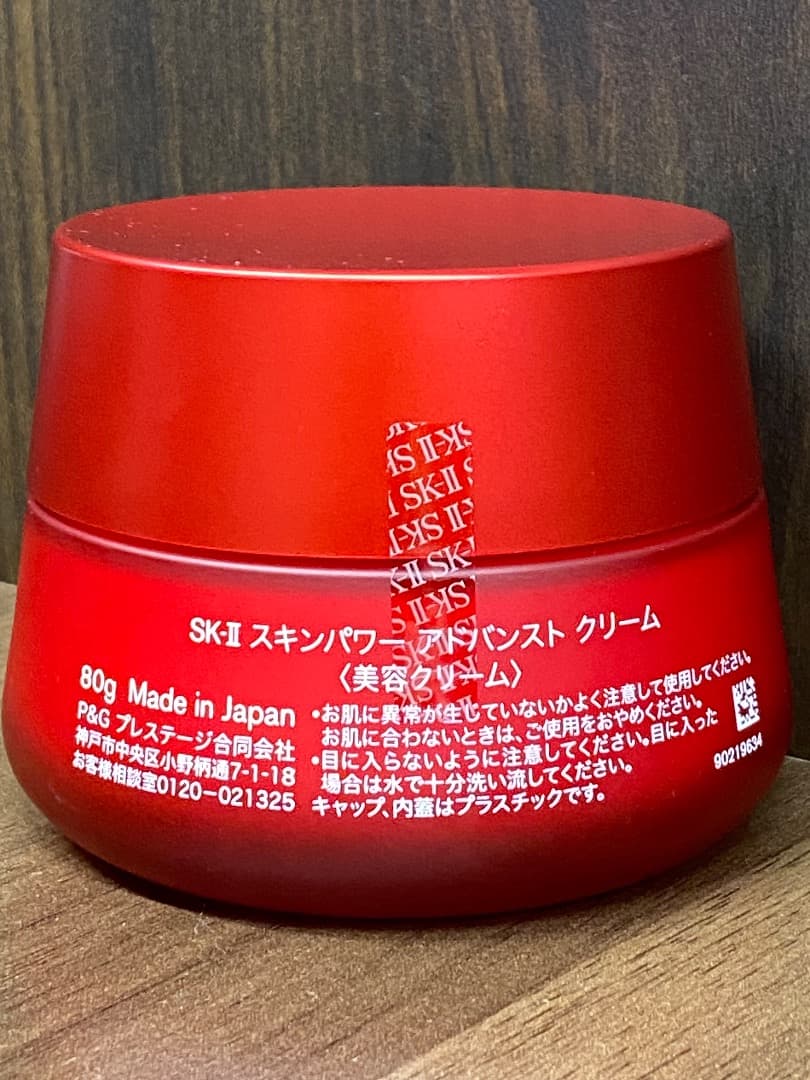 SK-II SK-II
SK-II スキンパワー アドバンスト クリーム
〈美容クリーム〉
80g Made in Japan
P&G プレステージ合同会社
神戸市中央区小野柄通7-1-18
お客様相談室0120-021325
・お肌に異常が生じていないかよく注意して使用してください。
お肌に合わないときは、ご使用をおやめください。
・目に入らないように注意してください。目に入った
場合は水で十分洗い流してください。
キャップ、内蓋はプラスチックです。
90219634